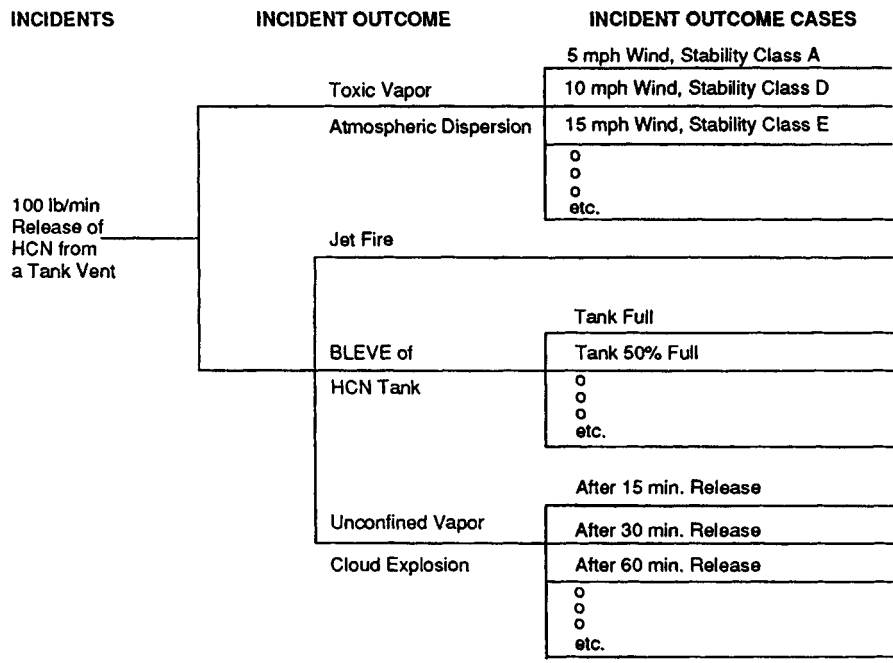 INCIDENTS
INCIDENT OUTCOME
INCIDENT OUTCOME CASES
5 mph Wind, Stability Class A
Toxic Vapor
10 mph Wind, Stability Class D
Atmospheric Dispersion
15 mph Wind, Stability Class E
o
o
o
etc.
100 lb/min
Release of
HCN from
a Tank Vent
Jet Fire
Tank Full
BLEVE of
Tank 50% Full
HCN Tank
o
o
o
etc.
After 15 min. Release
Unconfined Vapor
After 30 min. Release
Cloud Explosion
After 60 min. Release
o
o
o
etc.